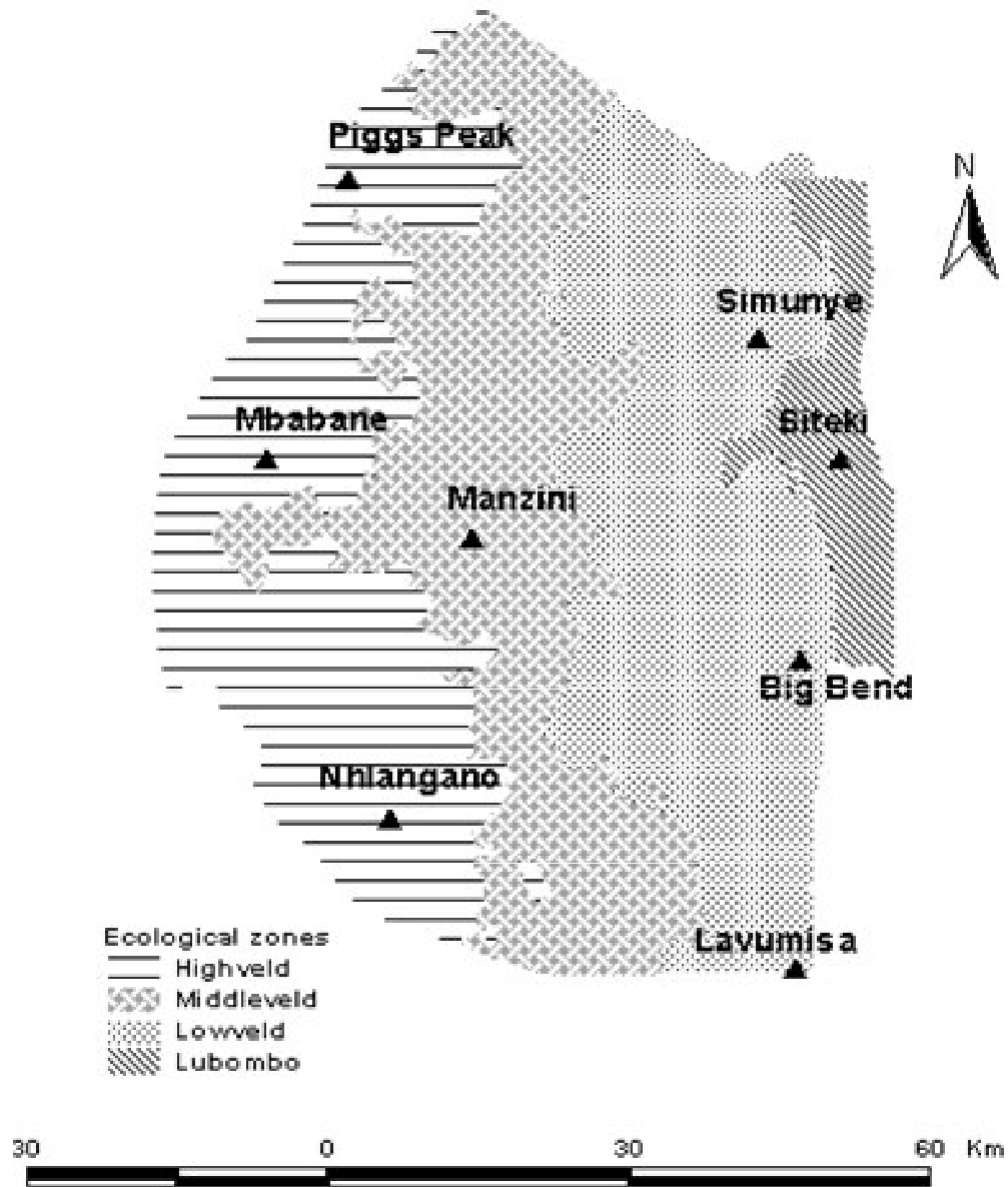 Piggs Peak
N
Simunye
Mbabane
Siteki
Manzini
Big Bend
Nhlangano
Lavumisa
Ecological zones
Highveld
Middleveld
Lowveld
Lubombo
30 0 30 60 Km